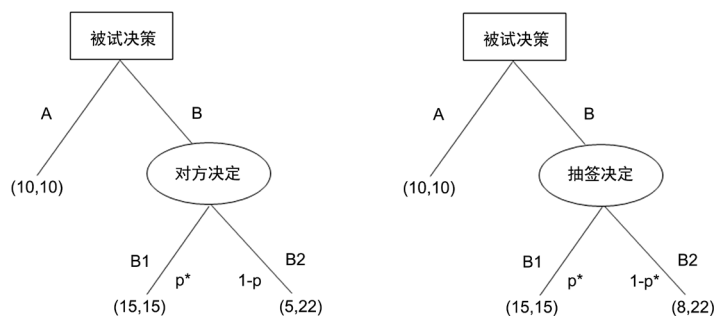 被试决策
被试决策
A
B
A
B
对方决定
抽签决定
(10,10)
(10,10)
B1
p*
1-p
B2
B1
p*
1-p*
B2
(15,15)
(5,22)
(15,15)
(8,22)